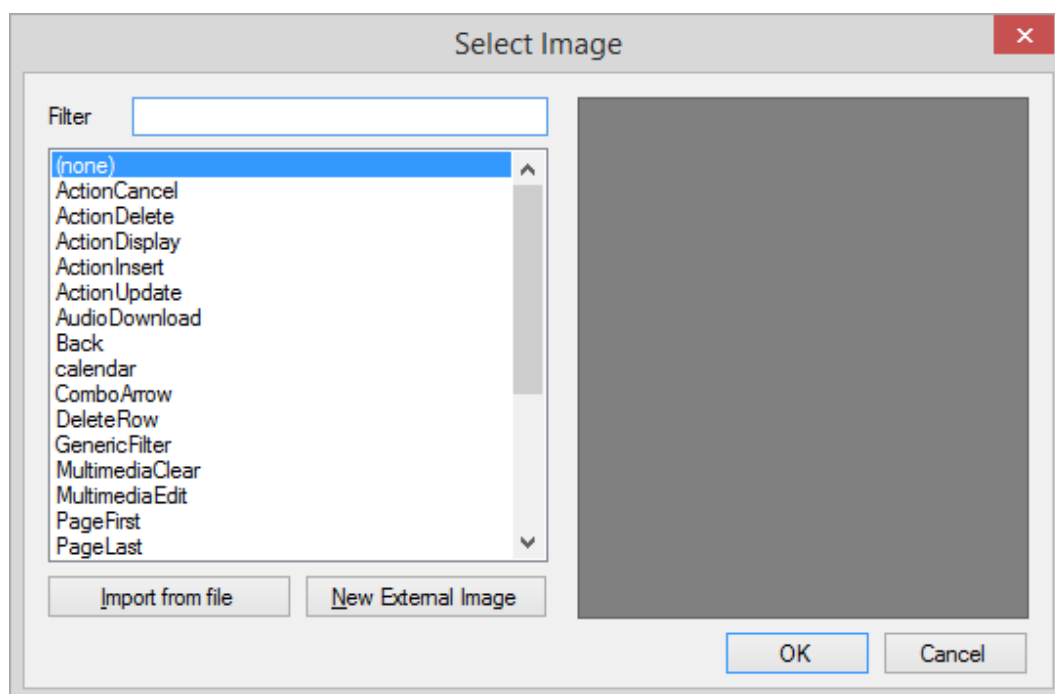 Select Image
Filter
(none)
ActionCancel
ActionDelete
ActionDisplay
ActionInsert
ActionUpdate
AudioDownload
Back
calendar
ComboArrow
DeleteRow
GenericFilter
MultimediaClear
MultimediaEdit
PageFirst
PageLast
Import from file New External Image
OK Cancel